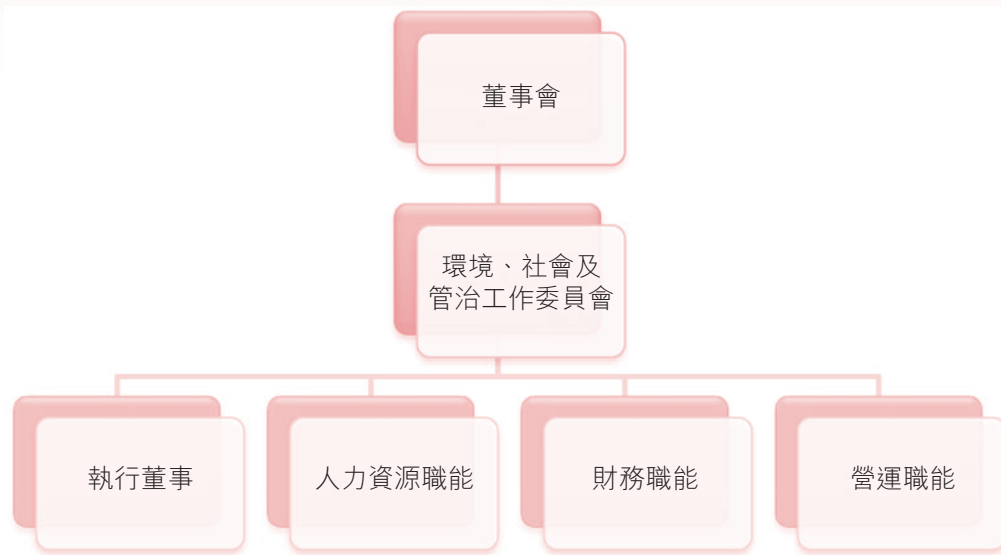 董事會
環境、社會及
管治工作委員會
執行董事
人力資源職能
財務職能
營運職能